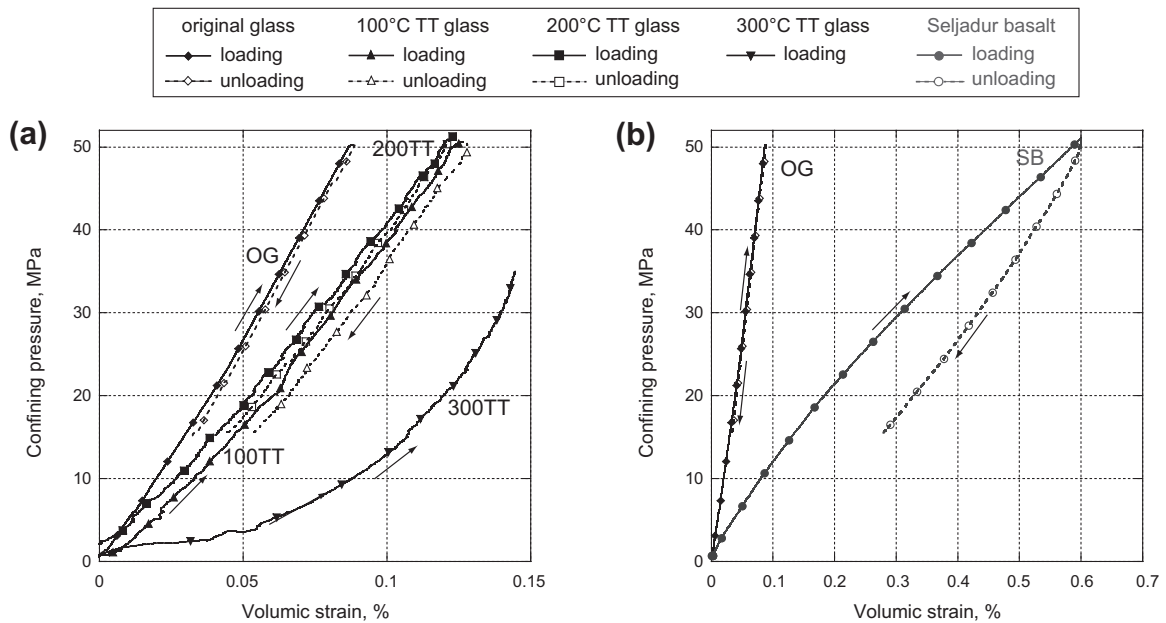 original glass 100°C TT glass 200°C TT glass 300°C TT glass Seljadur basalt
loading loading loading loading loading
unloading unloading unloading unloading
(a)
50
40
30
20
10
0
Confining pressure, MPa
0 0.05 0.1 0.15
Volumic strain, %
OG
200TT
100TT
300TT
(b)
50
40
30
20
10
0
Confining pressure, MPa
0 0.1 0.2 0.3 0.4 0.5 0.6 0.7
Volumic strain, %
OG
SB